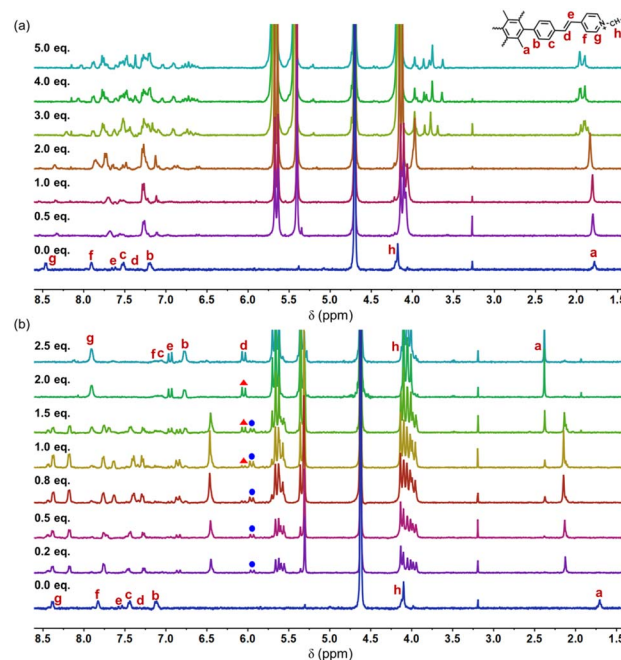 (a)
e
N⁺ CH
a b c d f g h
5.0 eq.
4.0 eq.
3.0 eq.
2.0 eq.
1.0 eq.
0.5 eq.
0.0 eq.
g f e c d b h a
8.5 8.0 7.5 7.0 6.5 6.0 5.5 5.0 4.5 4.0 3.5 3.0 2.5 2.0 1.5
δ (ppm)
(b)
2.5 eq. g f c e b d h a
2.0 eq.
1.5 eq.
1.0 eq.
0.8 eq.
0.5 eq.
0.2 eq.
0.0 eq.
g f e c d b h a
8.5 8.0 7.5 7.0 6.5 6.0 5.5 5.0 4.5 4.0 3.5 3.0 2.5 2.0 1.5
δ (ppm)